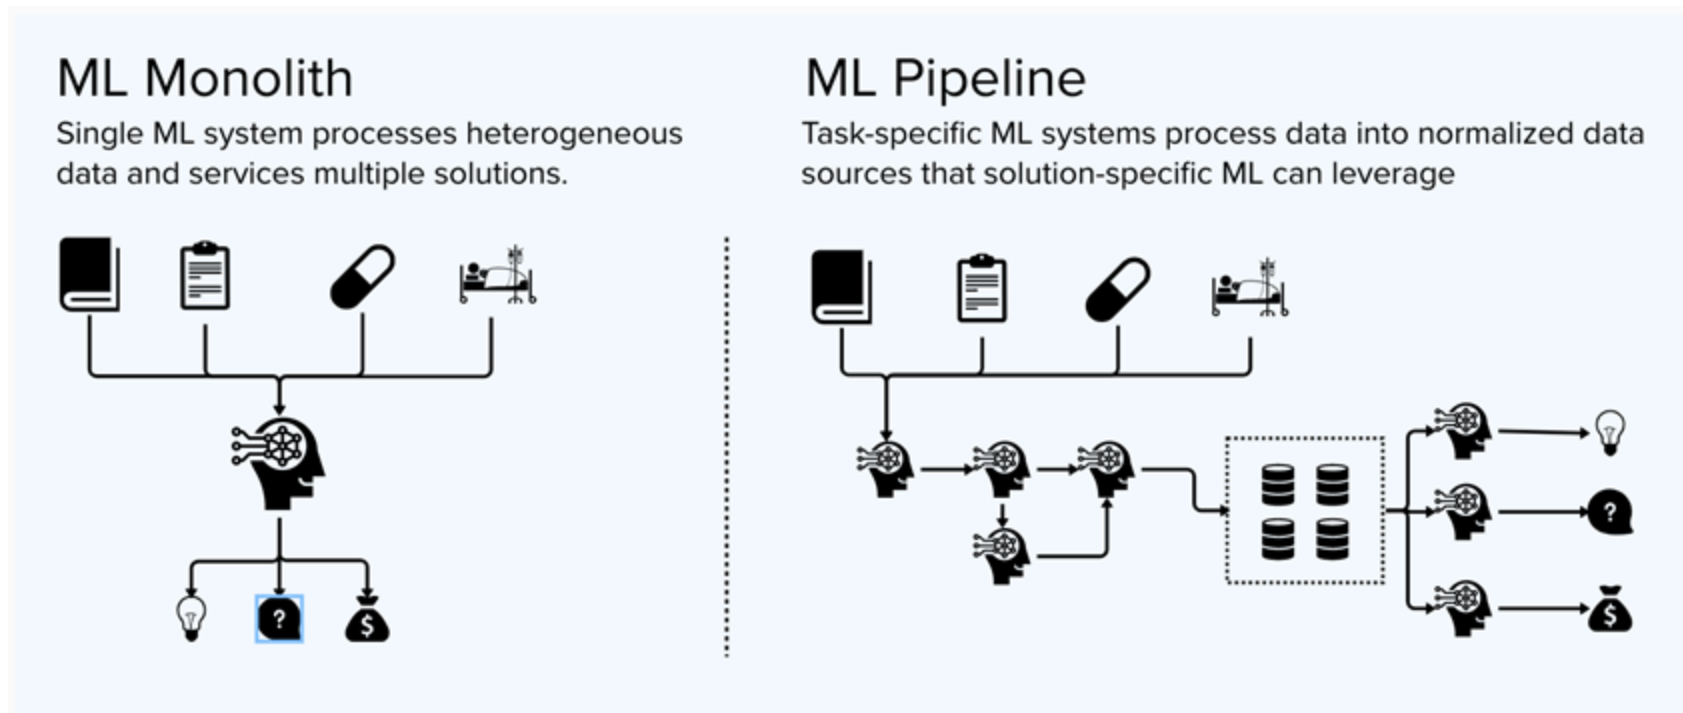 ML Monolith
Single ML system processes heterogeneous
data and services multiple solutions.
?
$
ML Pipeline
Task-specific ML systems process data into normalized data
sources that solution-specific ML can leverage
?
$